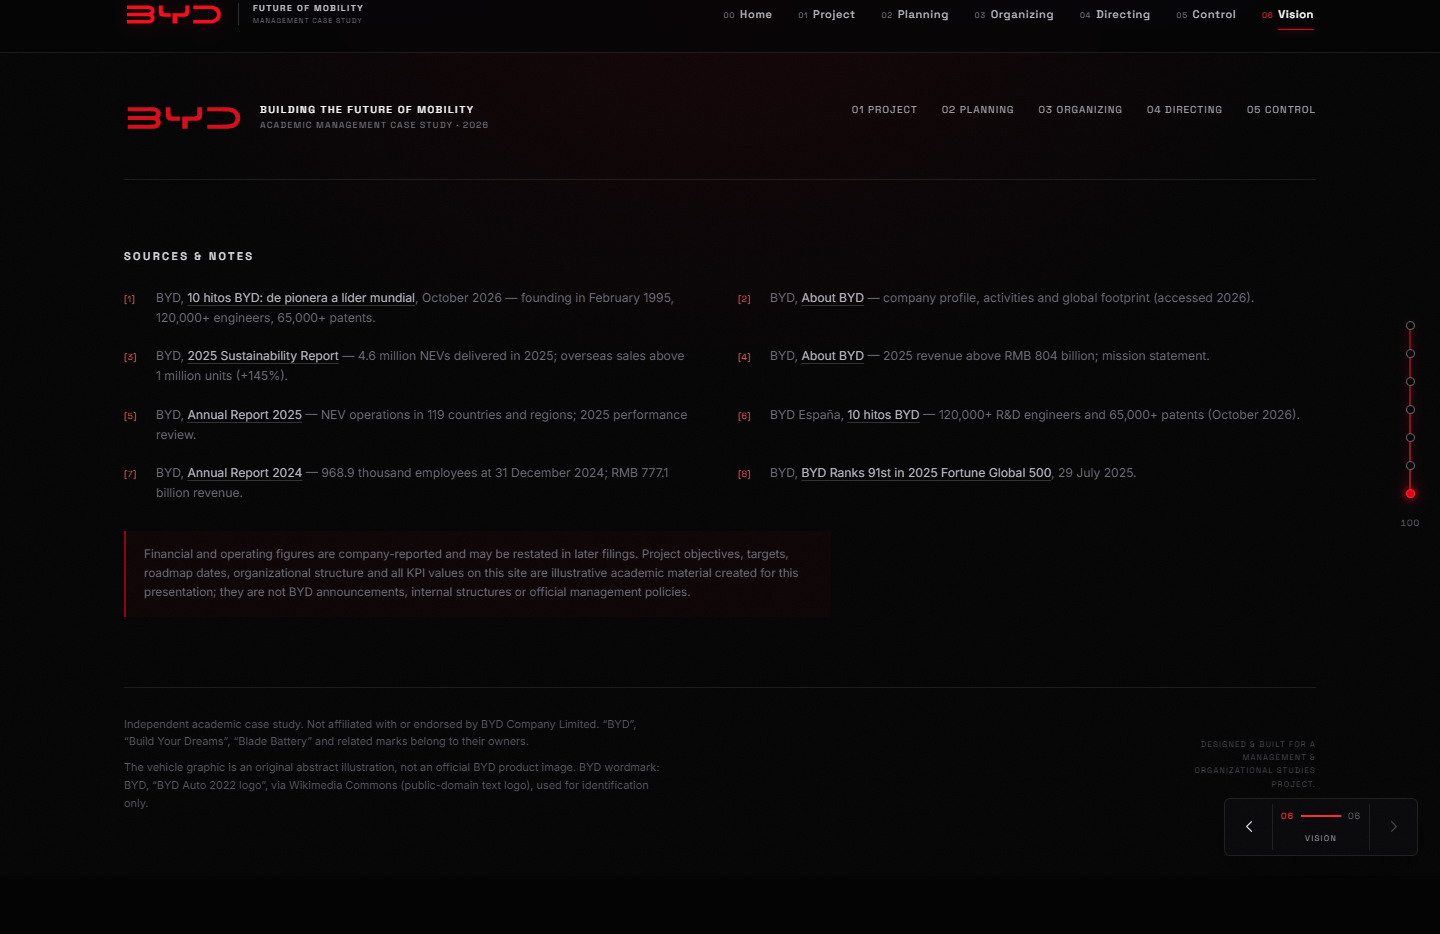 BYD
FUTURE OF MOBILITY
MANAGEMENT CASE STUDY
00 Home
01 Project
02 Planning
03 Organizing
04 Directing
05 Control
06 Vision
BYD
BUILDING THE FUTURE OF MOBILITY
ACADEMIC MANAGEMENT CASE STUDY · 2026
01 PROJECT
02 PLANNING
03 ORGANIZING
04 DIRECTING
05 CONTROL
SOURCES & NOTES
[1] BYD, 10 hitos BYD: de pionera a líder mundial, October 2026 — founding in February 1995,
120,000+ engineers, 65,000+ patents.
[2] BYD, About BYD — company profile, activities and global footprint (accessed 2026).
[3] BYD, 2025 Sustainability Report — 4.6 million NEVs delivered in 2025; overseas sales above
1 million units (+145%).
[4] BYD, About BYD — 2025 revenue above RMB 804 billion; mission statement.
[5] BYD, Annual Report 2025 — NEV operations in 119 countries and regions; 2025 performance
review.
[6] BYD España, 10 hitos BYD — 120,000+ R&D engineers and 65,000+ patents (October 2026).
[7] BYD, Annual Report 2024 — 968.9 thousand employees at 31 December 2024; RMB 777.1
billion revenue.
[8] BYD, BYD Ranks 91st in 2025 Fortune Global 500, 29 July 2025.
100
Financial and operating figures are company-reported and may be restated in later filings. Project objectives, targets,
roadmap dates, organizational structure and all KPI values on this site are illustrative academic material created for this
presentation; they are not BYD announcements, internal structures or official management policies.
Independent academic case study. Not affiliated with or endorsed by BYD Company Limited. “BYD”,
“Build Your Dreams”, “Blade Battery” and related marks belong to their owners.
The vehicle graphic is an original abstract illustration, not an official BYD product image. BYD wordmark:
BYD, “BYD Auto 2022 logo”, via Wikimedia Commons (public-domain text logo), used for identification
only.
DESIGNED & BUILT FOR A
MANAGEMENT &
ORGANIZATIONAL STUDIES
PROJECT.
06 06
VISION